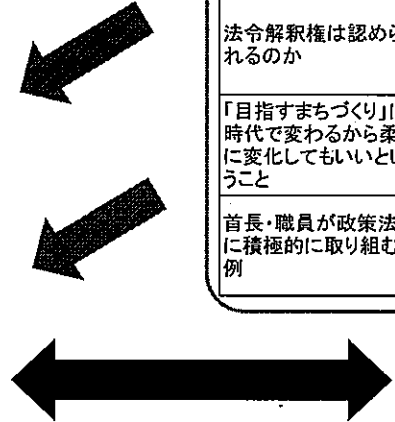 法令解釈権は認めら
れるのか
「目指すまちづくり」に
時代で変わるから柔
に変化してもいいとい
うこと
首長・職員が政策法
に積極的に取り組む
例